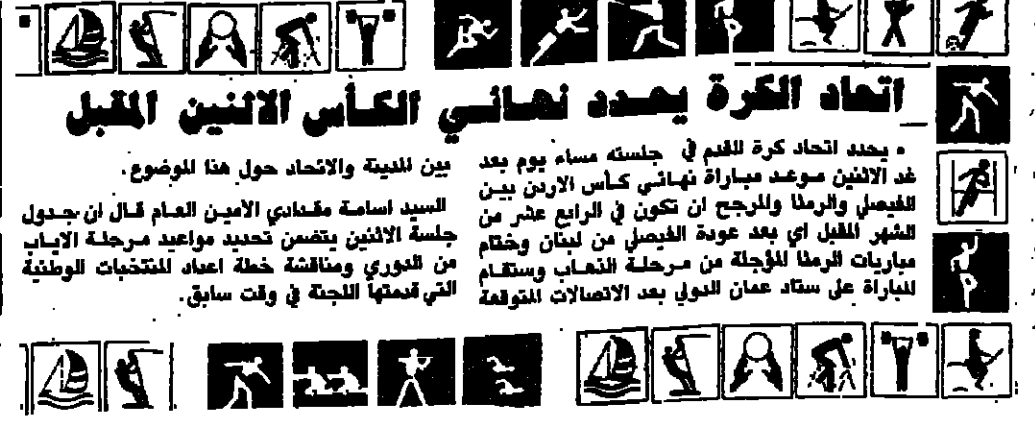 اتحاد الكرة يحدد نهائي الكأس الاثنين المقبل
• يحدد اتحاد كرة القدم في جلسته مساء يوم بعد
غد الاثنين موعد مباراة نهائي كأس الاردن بين
الفيصلي والرمثا والمرجح ان تكون في الرابع عشر من
الشهر المقبل اي بعد عودة الفيصلي من لبنان وختام
مباريات الرمثا المؤجلة من مرحلة الذهاب وستقام
المباراة على ستاد عمان الدولي بعد الاتصالات المتوقعة
بين المدينة والاتحاد حول هذا الموضوع.
السيد اسامة مقدادي الامين العام قال ان جدول
جلسة الاثنين يتضمن تحديد مواعيد مرحلة الاياب
من الدوري ومناقشة خطة اعداد المنتخبات الوطنية
التي قدمتها اللجنة في وقت سابق.